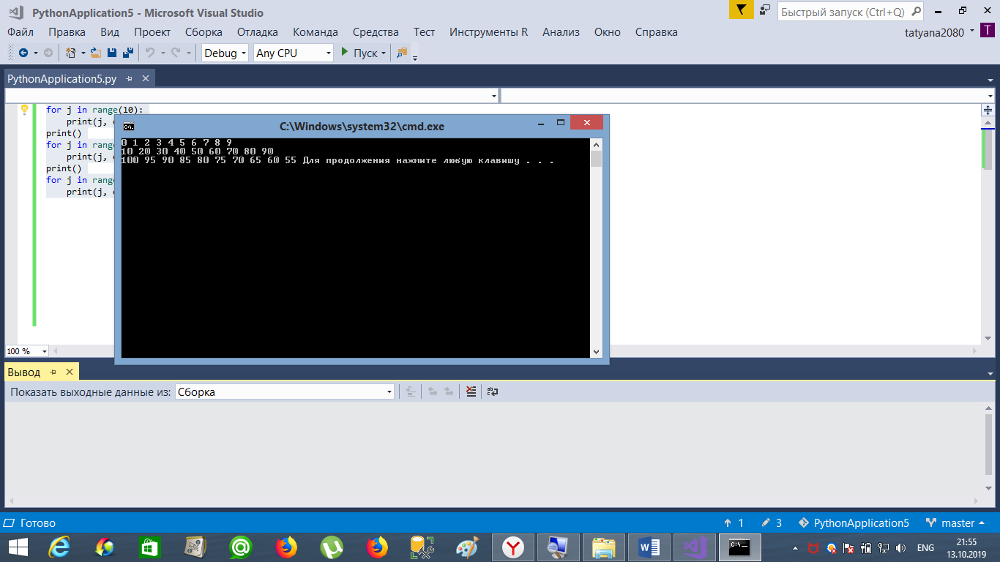 PythonApplication5 - Microsoft Visual Studio
Быстрый запуск (Ctrl+Q)
Файл Правка Вид Проект Сборка Отладка Команда Средства Тест Инструменты R Анализ Окно Справка
tatyana2080 T
Debug Any CPU Пуск
PythonApplication5.py
for j in range(10):
print(j,
print()
for j in range
print(j,
print()
for j in range
print(j,
C:\Windows\system32\cmd.exe
0 1 2 3 4 5 6 7 8 9
10 20 30 40 50 60 70 80 90
100 95 90 85 80 75 70 65 60 55 Для продолжения нажмите любую клавишу . . .
100 %
Вывод
Показать выходные данные из: Сборка
Готово
1 3 PythonApplication5 master
ENG
21:55
13.10.2019